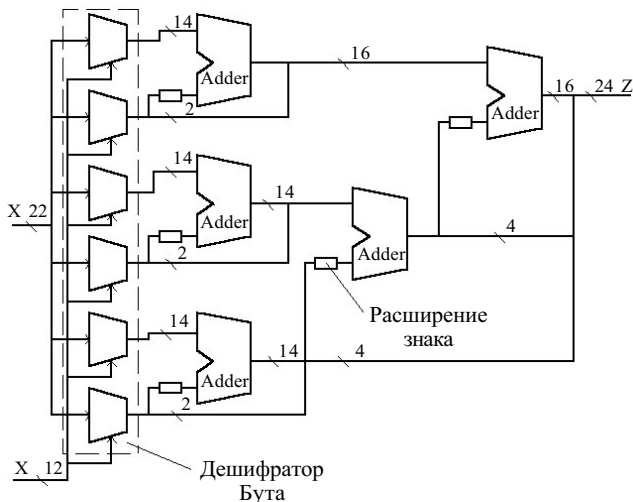 14
16
Adder
Adder
16 24 Z
2
14
14
Adder
X 22
Adder
4
2
Расширение
знака
14
14
4
Adder
2
X 12
Дешифратор
Бута